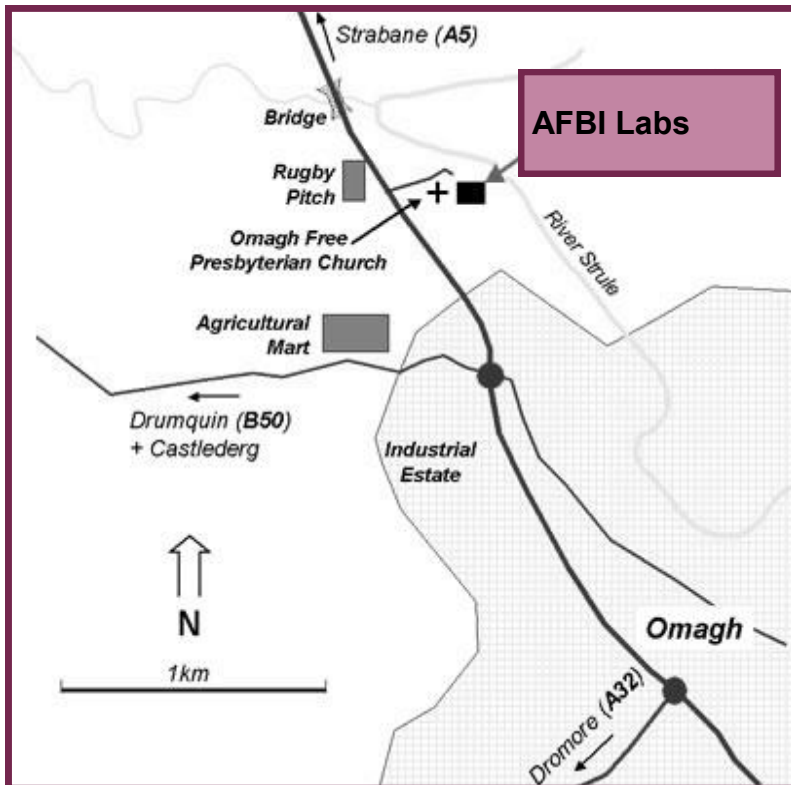 Strabane (A5)
AFBI Labs
Bridge
Rugby
Pitch
+
Omagh Free
Presbyterian Church
River Strule
Agricultural
Mart
Drumquin (B50)
+ Castlederg
Industrial
Estate
N
1km
Omagh
Dromore (A32)